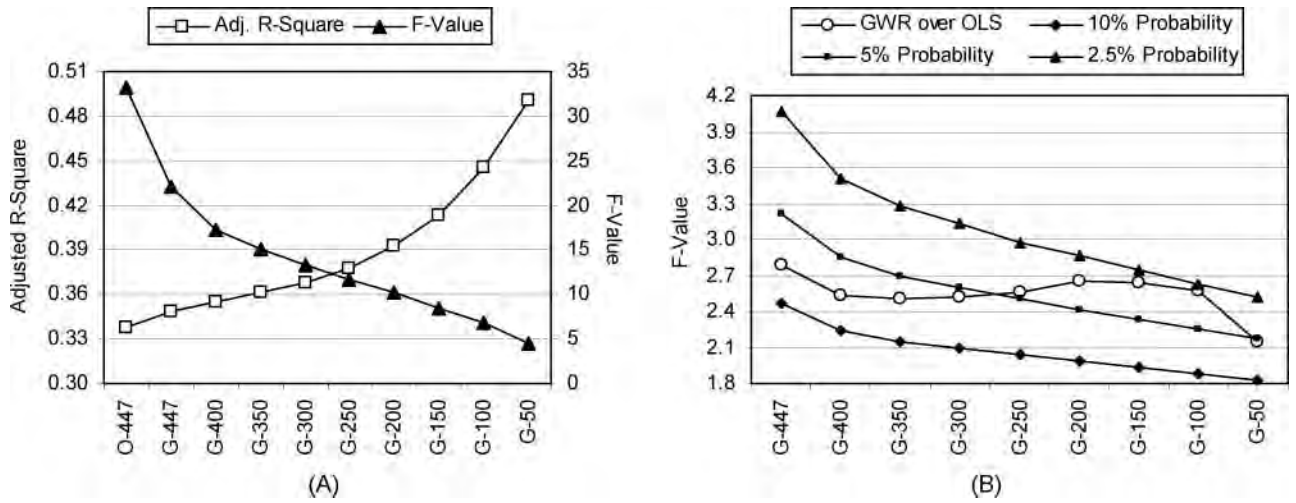 Adj. R-Square F-Value
0.51
0.48
0.45
0.42
0.39
0.36
0.33
0.30
Adjusted R-Square
35
30
25
20
15
10
5
0
F-Value
O-447
G-447
G-400
G-350
G-300
G-250
G-200
G-150
G-100
G-50
(A)
GWR over OLS 10% Probability
5% Probability 2.5% Probability
4.2
3.9
3.6
3.3
3.0
2.7
2.4
2.1
1.8
F-Value
G-447
G-400
G-350
G-300
G-250
G-200
G-150
G-100
G-50
(B)